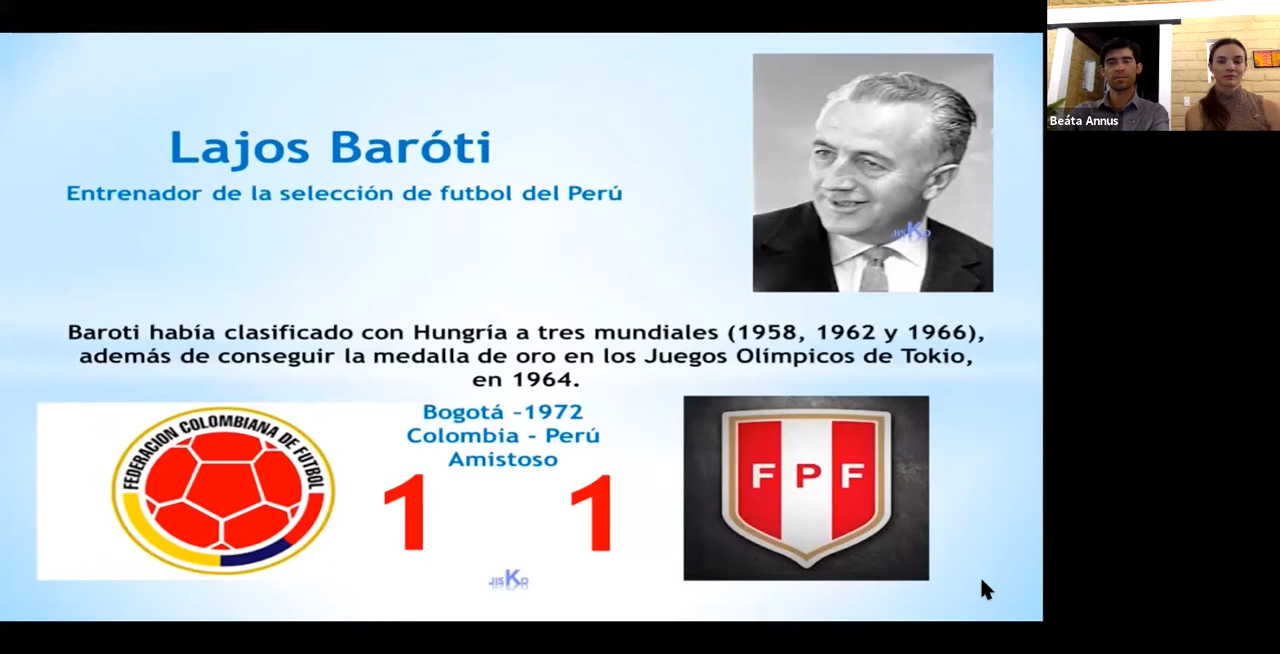 Lajos Baróti
Entrenador de la selección de futbol del Perú
JISKO
Baroti había clasificado con Hungría a tres mundiales (1958, 1962 y 1966),
además de conseguir la medalla de oro en los Juegos Olímpicos de Tokio,
en 1964.
Bogotá -1972
Colombia - Perú
Amistoso
1 1
FEDERACION COLOMBIANA DE FUTBOL
FPF
JISKO
Beáta Annus